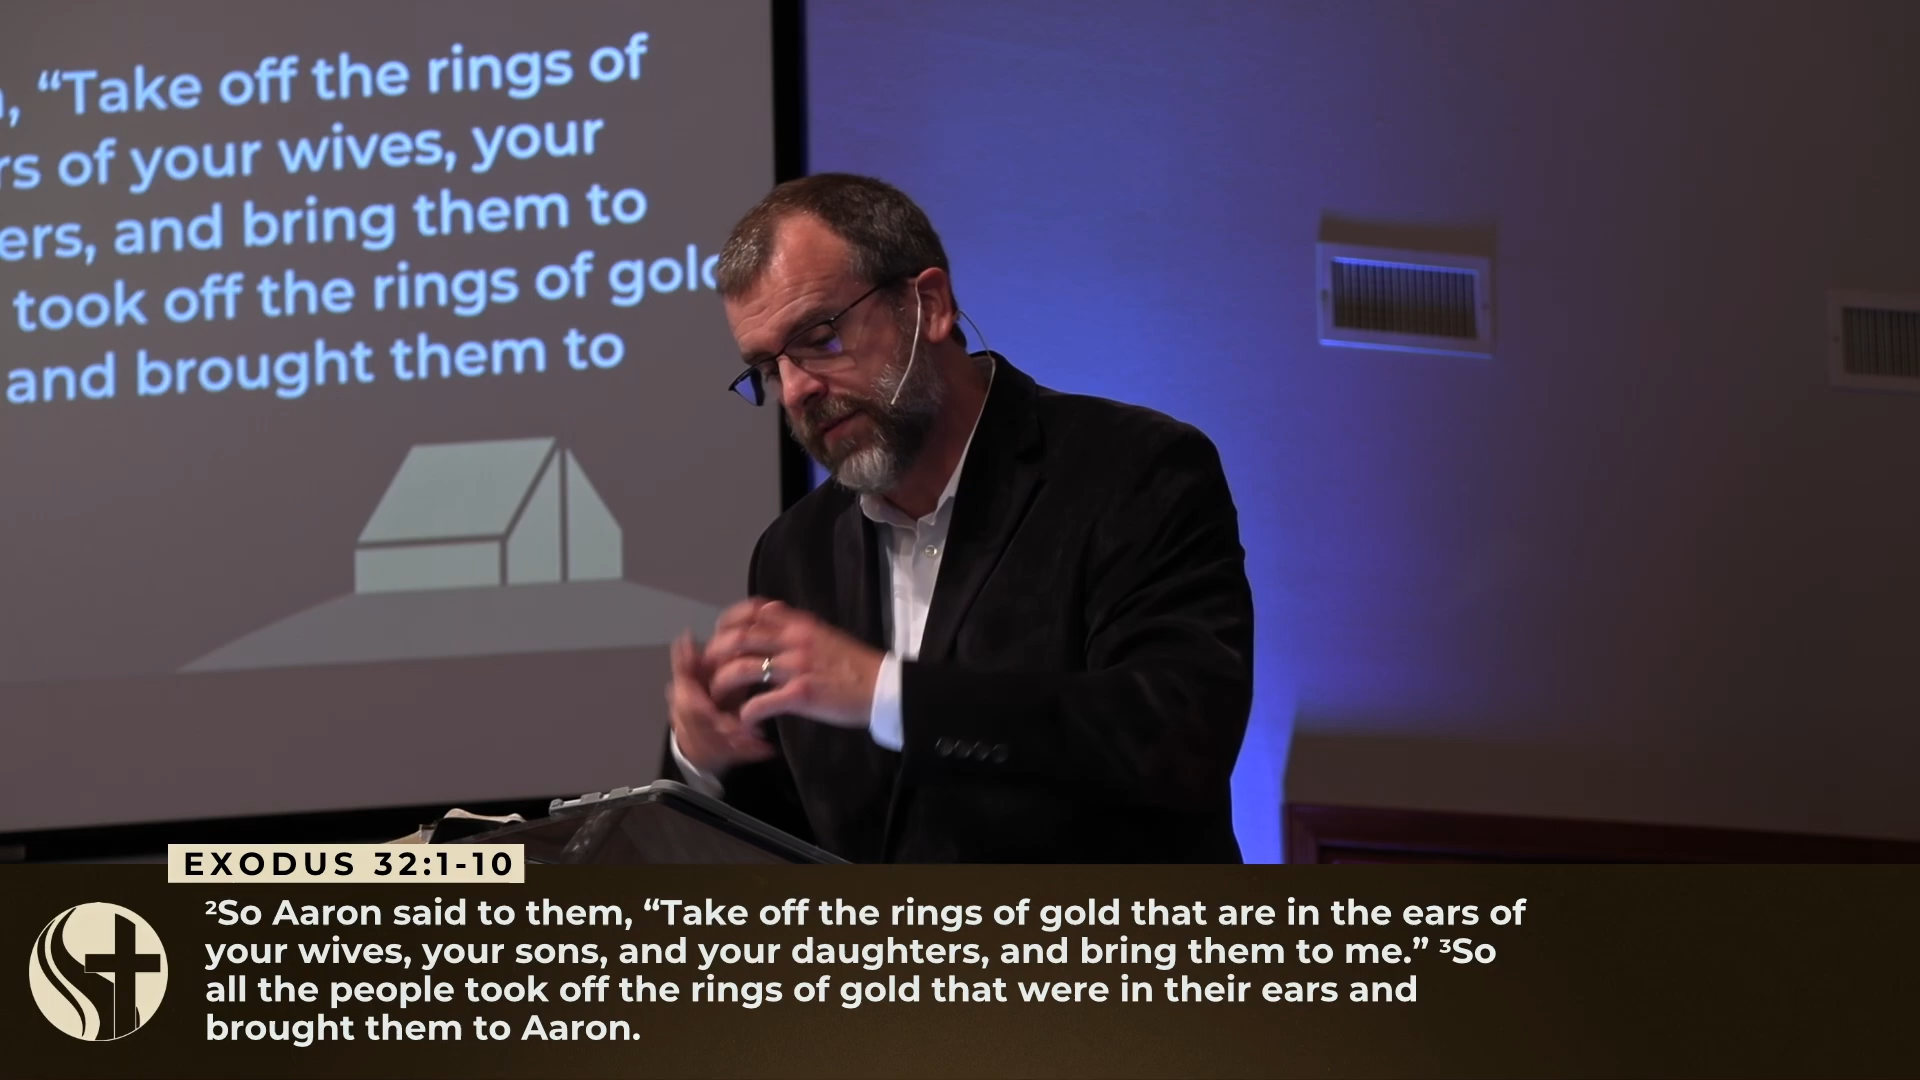 , “Take off the rings of
rs of your wives, your
ers, and bring them to
took off the rings of gold
and brought them to
EXODUS 32:1-10
²So Aaron said to them, “Take off the rings of gold that are in the ears of
your wives, your sons, and your daughters, and bring them to me.” ³So
all the people took off the rings of gold that were in their ears and
brought them to Aaron.